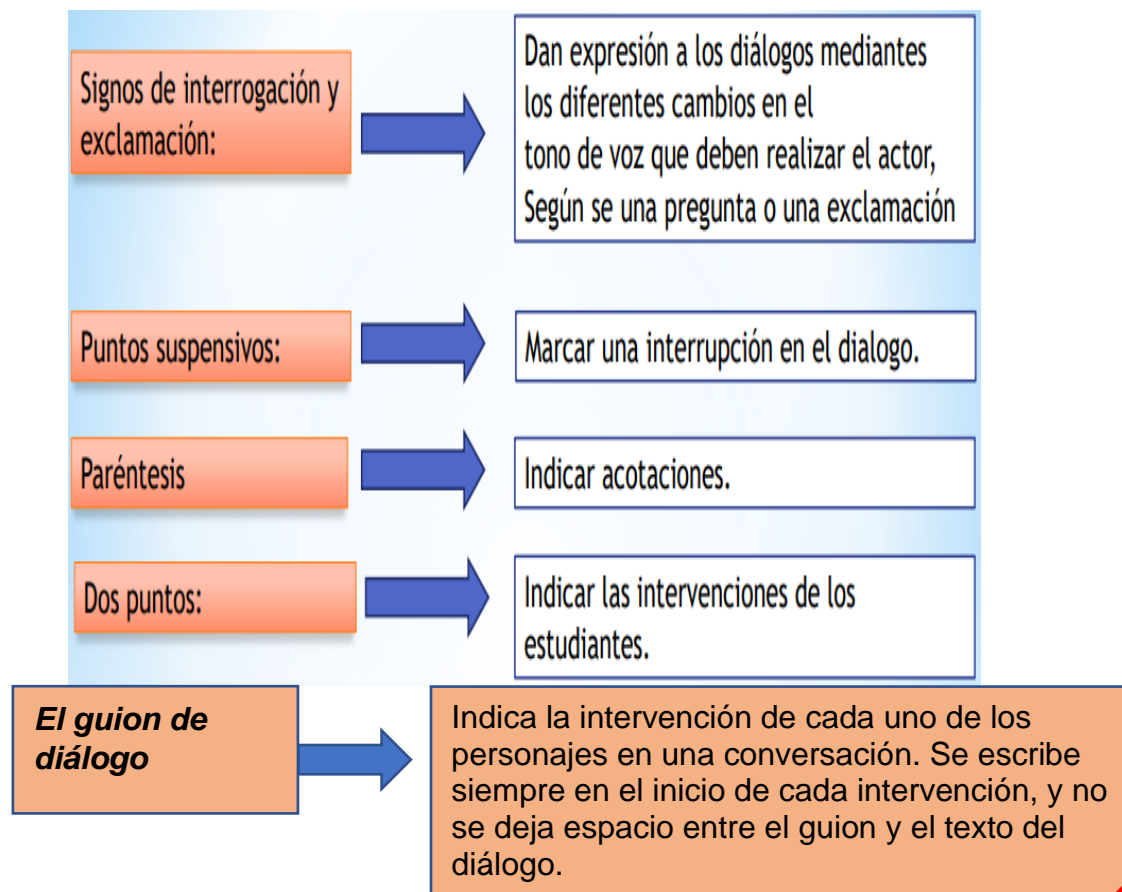 Signos de interrogación y
exclamación:
Dan expresión a los diálogos mediantes
los diferentes cambios en el
tono de voz que deben realizar el actor,
Según se una pregunta o una exclamación
Puntos suspensivos:
Marcar una interrupción en el dialogo.
Paréntesis
Indicar acotaciones.
Dos puntos:
Indicar las intervenciones de los
estudiantes.
El guion de
diálogo
Indica la intervención de cada uno de los
personajes en una conversación. Se escribe
siempre en el inicio de cada intervención, y no
se deja espacio entre el guion y el texto del
diálogo.